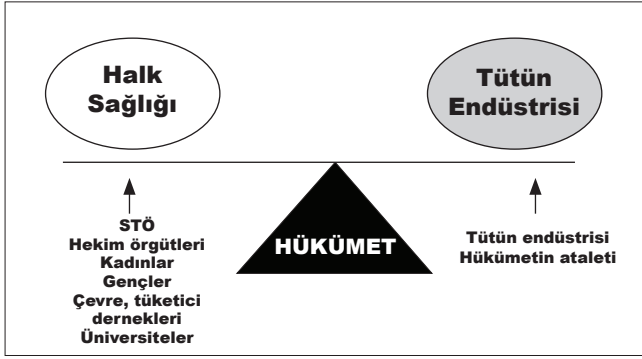 Halk
Sağlığı
Tütün
Endüstrisi
HÜKÜMET
STÖ
Hekim örgütleri
Kadınlar
Gençler
Çevre, tüketici
dernekleri
Üniversiteler
Tütün endüstrisi
Hükümetin ataleti